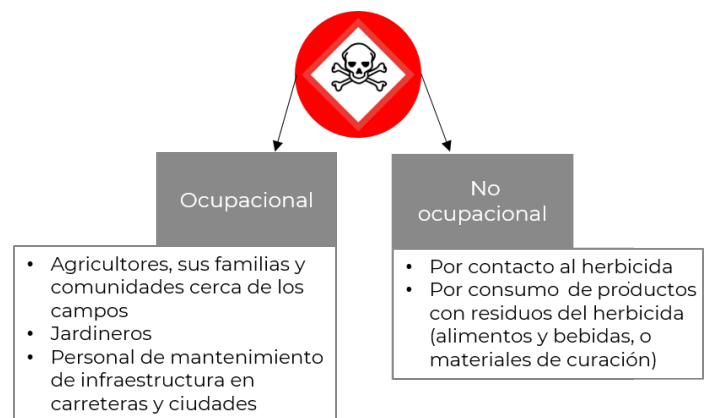 Ocupacional
• Agricultores, sus familias y
comunidades cerca de los
campos
• Jardineros
• Personal de mantenimiento
de infraestructura en
carreteras y ciudades
No
ocupacional
• Por contacto al herbicida
• Por consumo de productos
con residuos del herbicida
(alimentos y bebidas, o
materiales de curación)